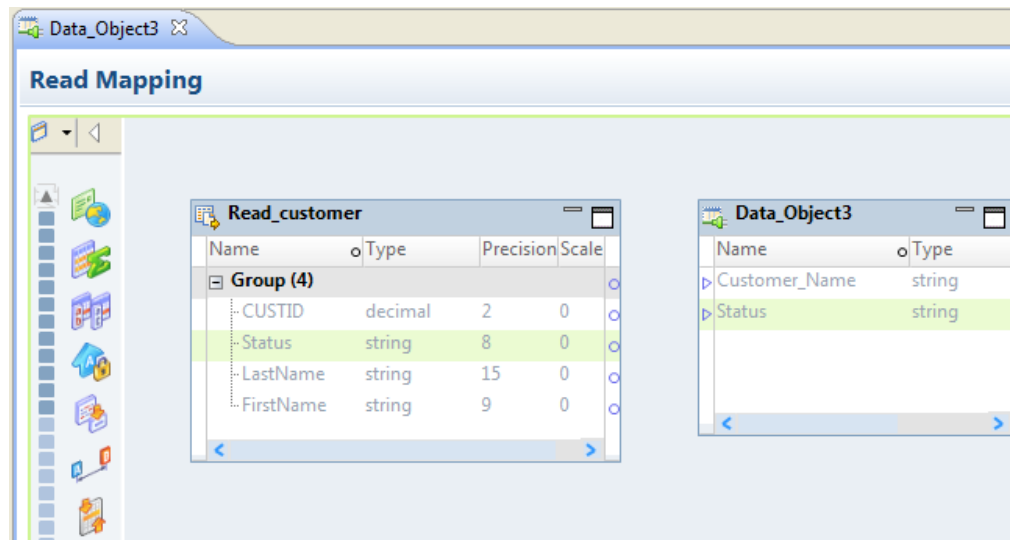 Data_Object3
Read Mapping
Read_customer
Name Type Precision Scale
Group (4)
CUSTID decimal 2 0
Status string 8 0
LastName string 15 0
FirstName string 9 0
Data_Object3
Name Type
Customer_Name string
Status string